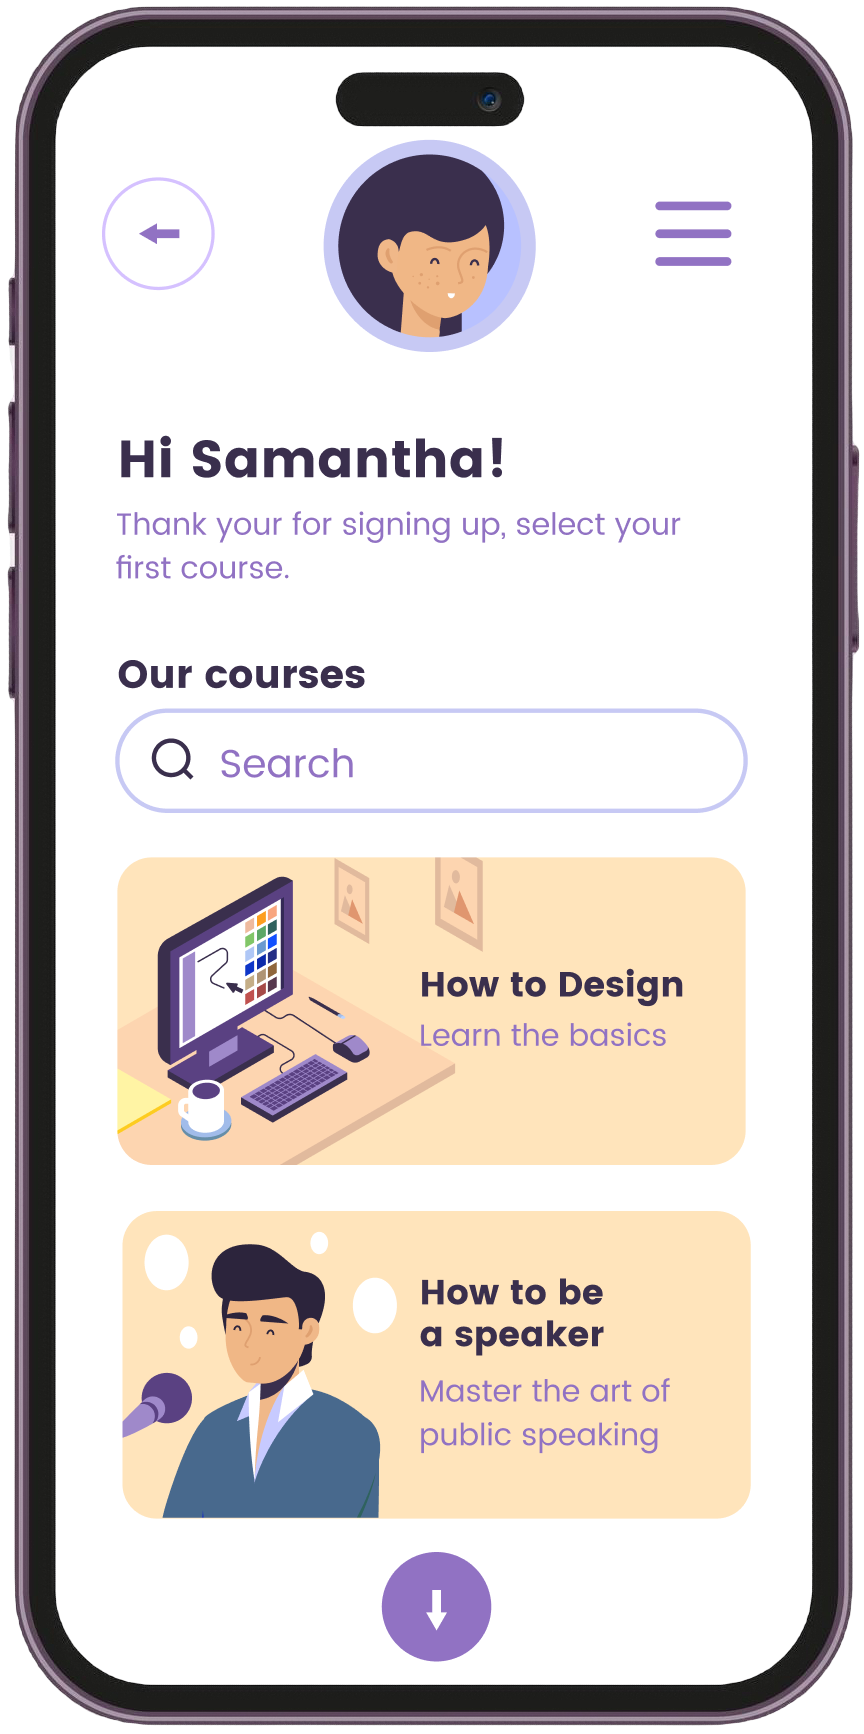 Hi Samantha!
Thank your for signing up, select your
first course.
Our courses
Search
How to Design
Learn the basics
How to be
a speaker
Master the art of
public speaking